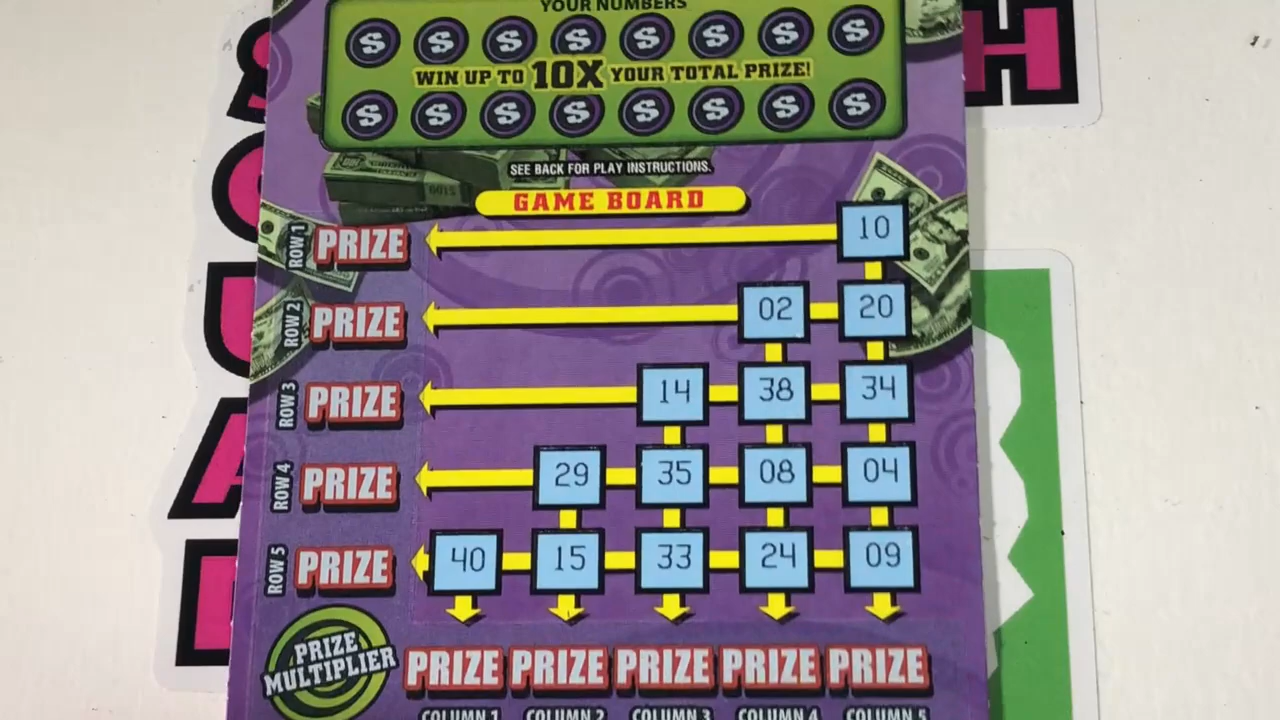 YOUR NUMBERS
$ $ $ $ $ $ $ $
WIN UP TO 10X YOUR TOTAL PRIZE!
$ $ $ $ $ $ $ $
SEE BACK FOR PLAY INSTRUCTIONS.
GAME BOARD
ROW 1 PRIZE 10
ROW 2 PRIZE 02 20
ROW 3 PRIZE 14 38 34
ROW 4 PRIZE 29 35 08 04
ROW 5 PRIZE 40 15 33 24 09
PRIZE
MULTIPLIER
PRIZE PRIZE PRIZE PRIZE PRIZE
COLUMN 1 COLUMN 2 COLUMN 3 COLUMN 4 COLUMN 5
H